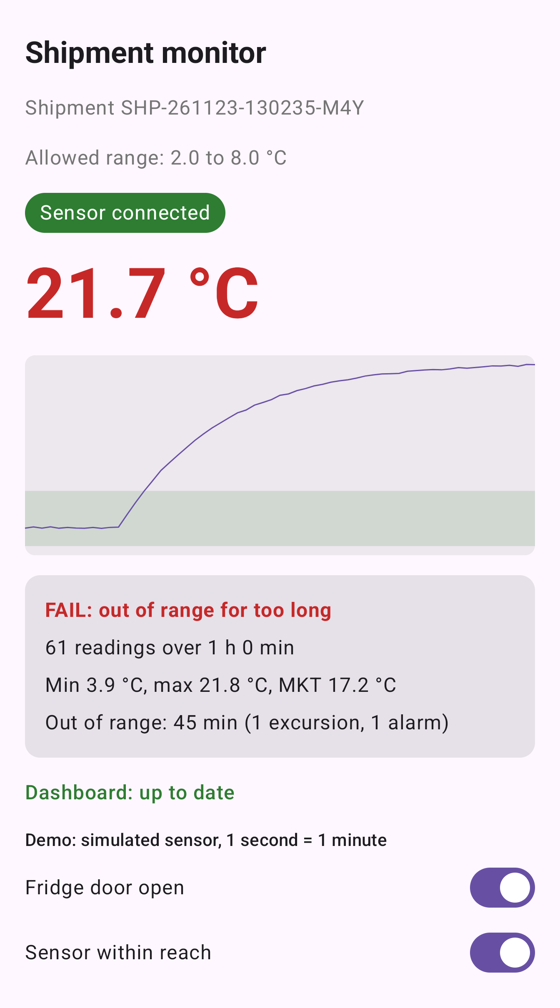 Shipment monitor
Shipment SHP-261123-130235-M4Y
Allowed range: 2.0 to 8.0 °C
Sensor connected
21.7 °C
FAIL: out of range for too long
61 readings over 1 h 0 min
Min 3.9 °C, max 21.8 °C, MKT 17.2 °C
Out of range: 45 min (1 excursion, 1 alarm)
Dashboard: up to date
Demo: simulated sensor, 1 second = 1 minute
Fridge door open
Sensor within reach